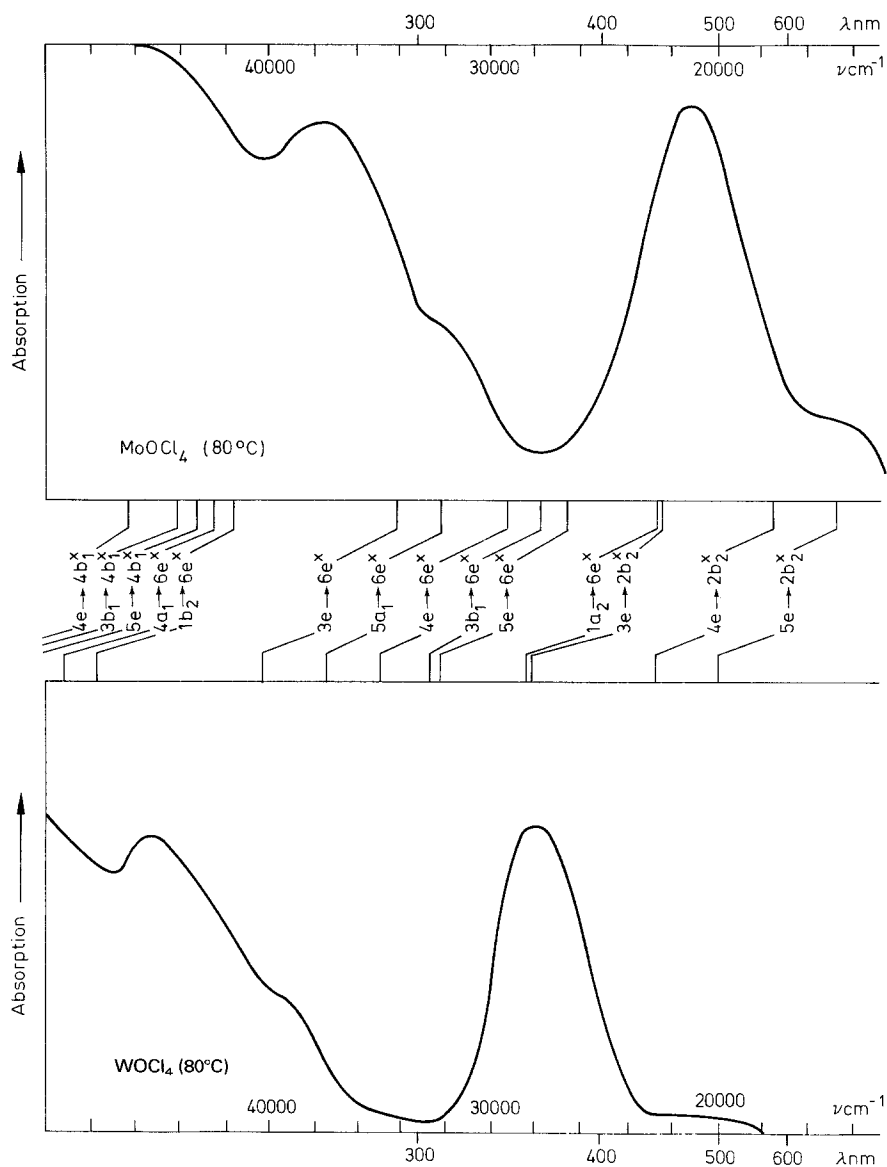 300 400 500 600 λnm
40000 30000 20000 νcm⁻¹
Absorption
MoOCl₄ (80°C)
4e → 4b₁ˣ
3b₁ → 4b₁ˣ
5e → 4b₁ˣ
4a₁ → 6eˣ
1b₂ → 6eˣ
3e → 6eˣ
5a₁ → 6eˣ
4e → 6eˣ
3b₁ → 6eˣ
5e → 6eˣ
1a₂ → 6eˣ
3e → 2b₂ˣ
4e → 2b₂ˣ
5e → 2b₂ˣ
Absorption
WOCl₄ (80°C)
40000 30000 20000 νcm⁻¹
300 400 500 600 λnm